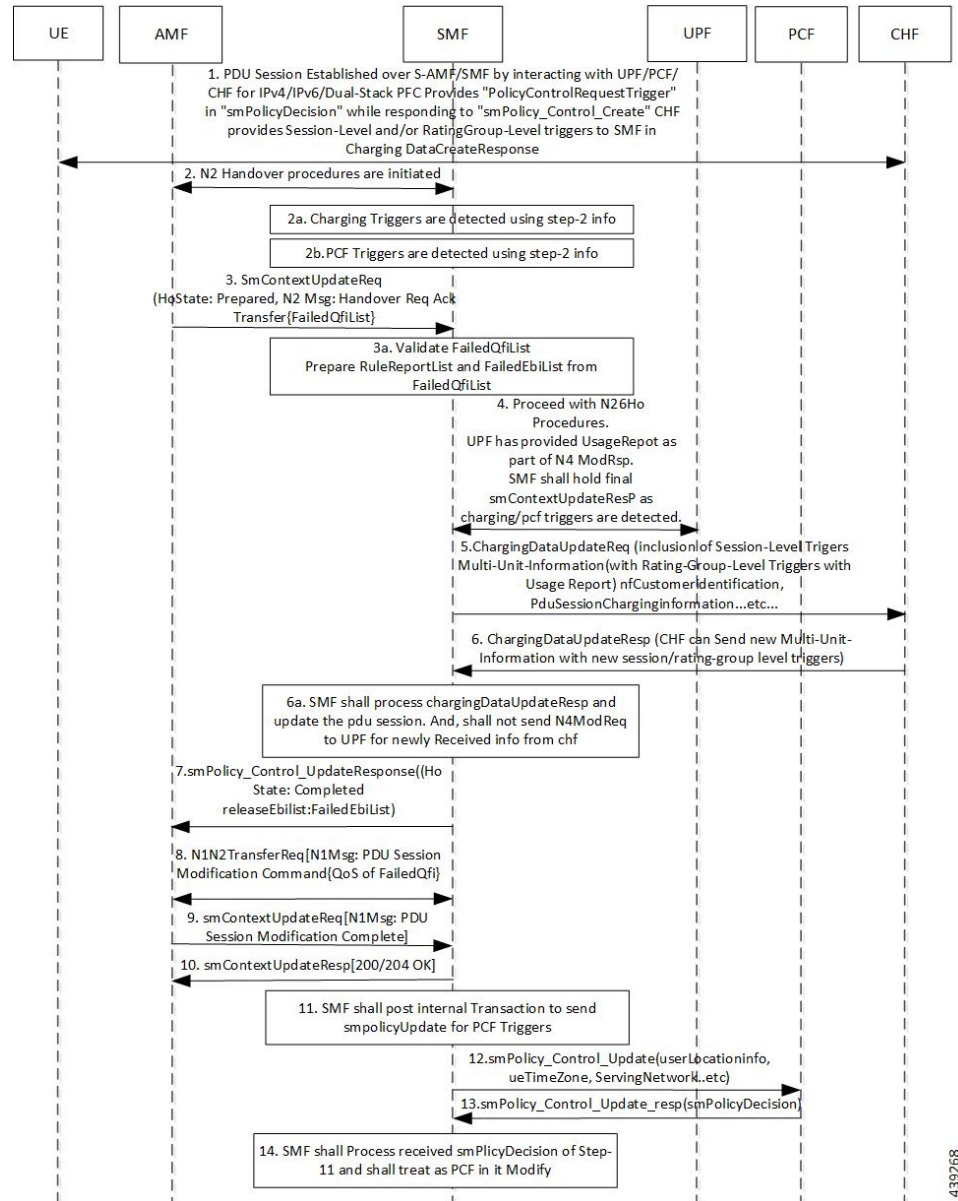 UE
AMF
SMF
UPF
PCF
CHF
1. PDU Session Established over S-AMF/SMF by interacting with UPF/PCF/
CHF for IPv4/IPv6/Dual-Stack PFC Provides "PolicyControlRequestTrigger"
in "smPolicyDecision" while responding to "smPolicy_Control_Create" CHF
provides Session-Level and/or RatingGroup-Level triggers to SMF in
Charging DataCreateResponse
2. N2 Handover procedures are initiated
2a. Charging Triggers are detected using step-2 info
2b.PCF Triggers are detected using step-2 info
3. SmContextUpdateReq
(HoState: Prepared, N2 Msg: Handover Req Ack
Transfer{FailedQfiList}
3a. Validate FailedQfiList
Prepare RuleReportList and FailedEbiList from
FailedQfiList
4. Proceed with N26Ho
Procedures.
UPF has provided UsageRepot as
part of N4 ModRsp.
SMF shall hold final
smContextUpdateResP as
charging/pcf triggers are detected.
5.ChargingDataUpdateReq (inclusion of Session-Level Trigers
Multi-Unit-Information(with Rating-Group-Level Triggers with
Usage Report) nfCustomerIdentification,
PduSessionCharginginformation...etc...
6. ChargingDataUpdateResp (CHF can Send new Multi-Unit-
Information with new session/rating-group level triggers)
6a. SMF shall process chargingDataUpdateResp and
update the pdu session. And, shall not send N4ModReq
to UPF for newly Received info from chf
7.smPolicy_Control_UpdateResponse((Ho
State: Completed
releaseEbilist:FailedEbiList)
8. N1N2TransferReq[N1Msg: PDU Session
Modification Command{QoS of FailedQfi}
9. smContextUpdateReq[N1Msg: PDU
Session Modification Complete]
10. smContextUpdateResp[200/204 OK]
11. SMF shall post internal Transaction to send
smpolicyUpdate for PCF Triggers
12.smPolicy_Control_Update(userLocationinfo,
ueTimeZone, ServingNetwork..etc)
13.smPolicy_Control_Update_resp(smPolicyDecision)
14. SMF shall Process received smPlicyDecision of Step-
11 and shall treat as PCF in it Modify
439268